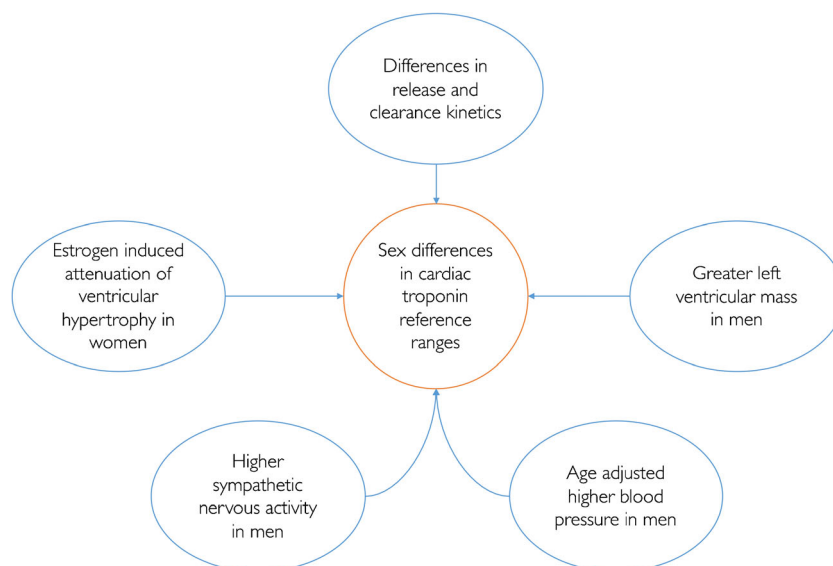 Differences in
release and
clearance kinetics
Estrogen induced
attenuation of
ventricular
hypertrophy in
women
Sex differences
in cardiac
troponin
reference
ranges
Greater left
ventricular mass
in men
Higher
sympathetic
nervous activity
in men
Age adjusted
higher blood
pressure in men